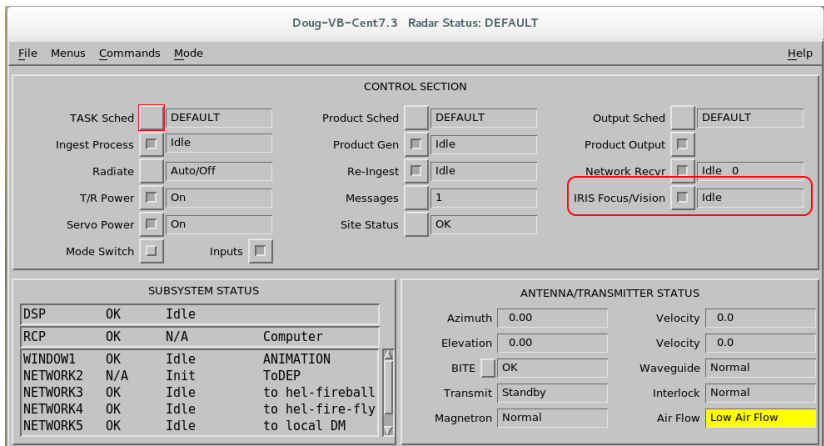 Doug-VB-Cent7.3 Radar Status: DEFAULT
File Menus Commands Mode Help
CONTROL SECTION
TASK Sched DEFAULT Product Sched DEFAULT Output Sched DEFAULT
Ingest Process Idle Product Gen Idle Product Output
Radiate Auto/Off Re-Ingest Idle Network Recvr Idle 0
T/R Power On Messages 1 IRIS Focus/Vision Idle
Servo Power On Site Status OK
Mode Switch Inputs
SUBSYSTEM STATUS
DSP OK Idle
RCP OK N/A Computer
WINDOW1 OK Idle ANIMATION
NETWORK2 N/A Init ToDEP
NETWORK3 OK Idle to hel-fireball
NETWORK4 OK Idle to hel-fire-fly
NETWORK5 OK Idle to local DM
ANTENNA/TRANSMITTER STATUS
Azimuth 0.00 Velocity 0.0
Elevation 0.00 Velocity 0.0
BITE OK Waveguide Normal
Transmit Standby Interlock Normal
Magnetron Normal Air Flow Low Air Flow